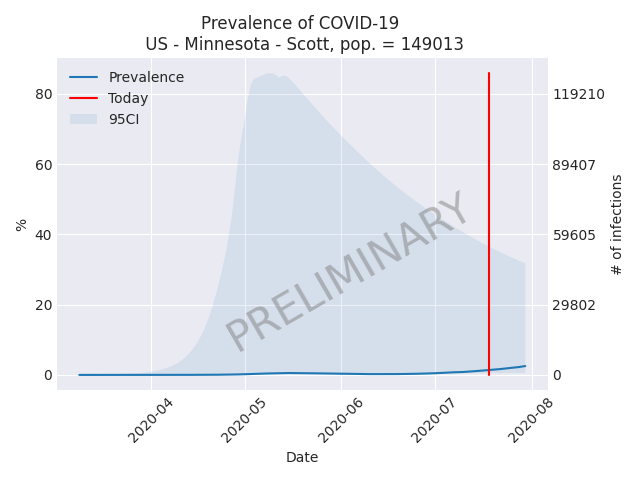 Prevalence of COVID-19
US - Minnesota - Scott, pop. = 149013
Prevalence
Today
95CI
80
60
40
20
0
%
119210
89407
59605
29802
0
# of infections
PRELIMINARY
2020-04
2020-05
2020-06
2020-07
2020-08
Date